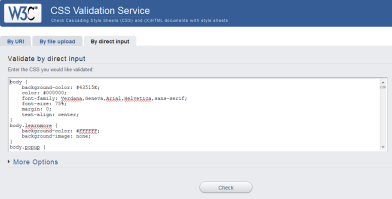 W3C® CSS Validation Service
Check Cascading Style Sheets (CSS) and (X)HTML documents with style sheets
By URI By file upload By direct input
Validate by direct input
Enter the CSS you would like validated:
body {
background-color: #43515K;
color: #000000;
font-family: Verdana,Geneva,Arial,Helvetica,sans-serif;
font-size: 75%;
margin: 0;
text-align: center;
}
body.learnmore {
background-color: #FFFFFF;
background-image: none;
}
body.popup {
More Options
Check